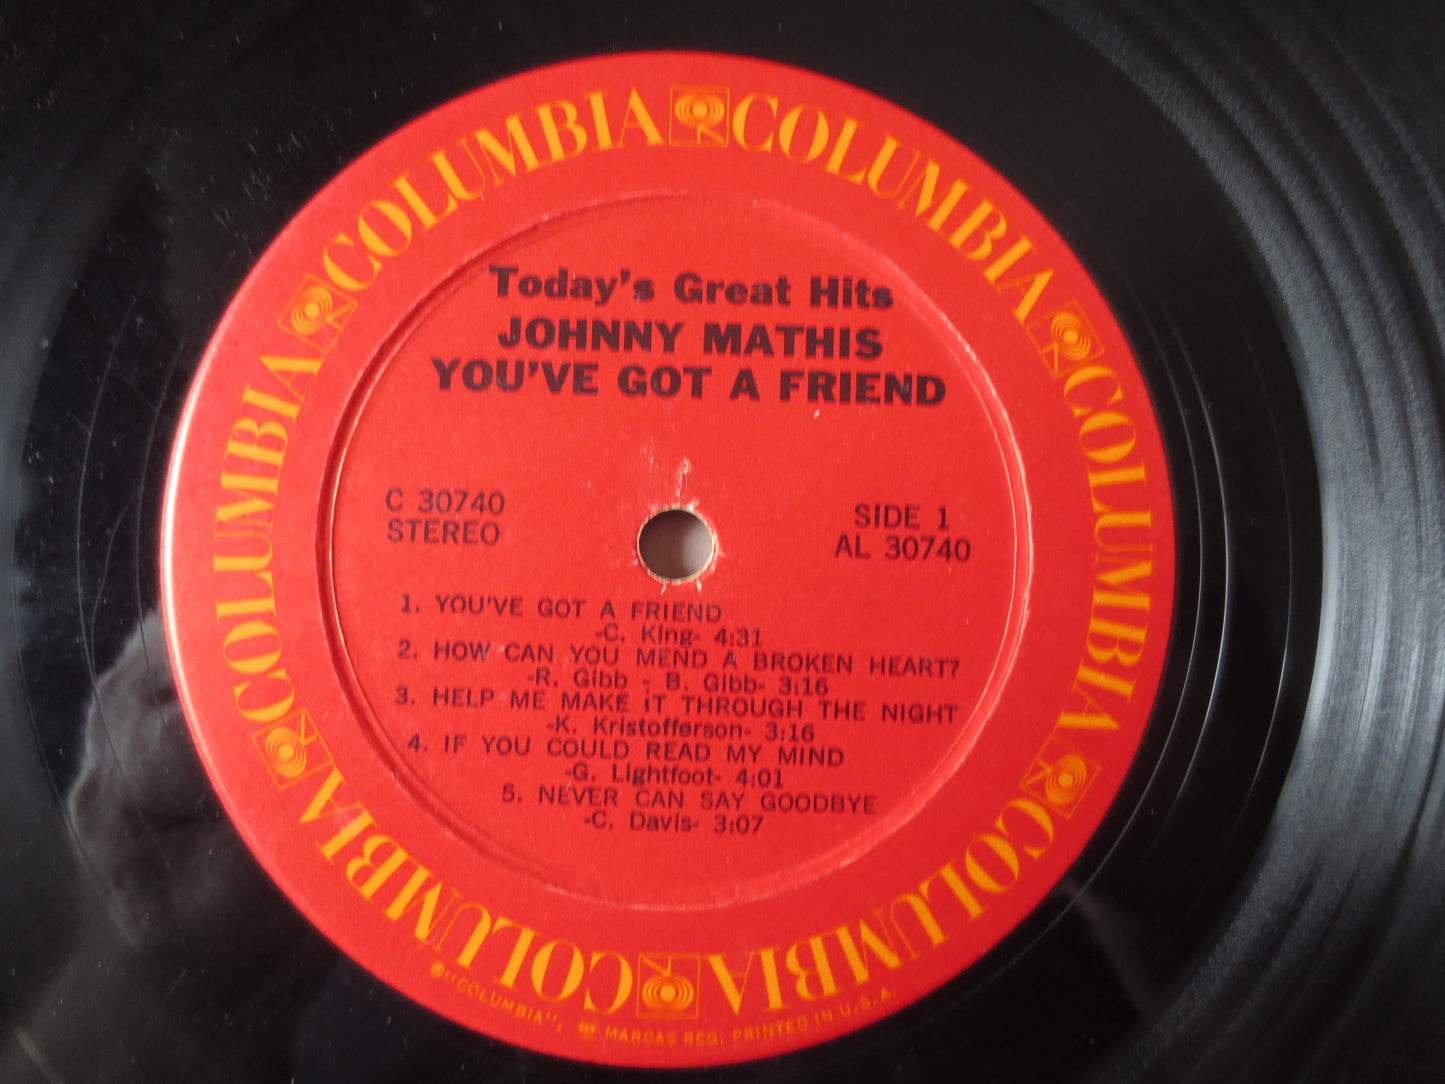 COLUMBIA COLUMBIA COLUMBIA COLUMBIA COLUMBIA COLUMBIA
Today's Great Hits
JOHNNY MATHIS
YOU'VE GOT A FRIEND
C 30740
STEREO
SIDE 1
AL 30740
1. YOU'VE GOT A FRIEND
-C. King- 4:31
2. HOW CAN YOU MEND A BROKEN HEART?
-R. Gibb - B. Gibb- 3:16
3. HELP ME MAKE IT THROUGH THE NIGHT
-K. Kristofferson- 3:16
4. IF YOU COULD READ MY MIND
-G. Lightfoot- 4:01
5. NEVER CAN SAY GOODBYE
-C. Davis- 3:07
®"COLUMBIA", MARCAS REG. PRINTED IN U.S.A.